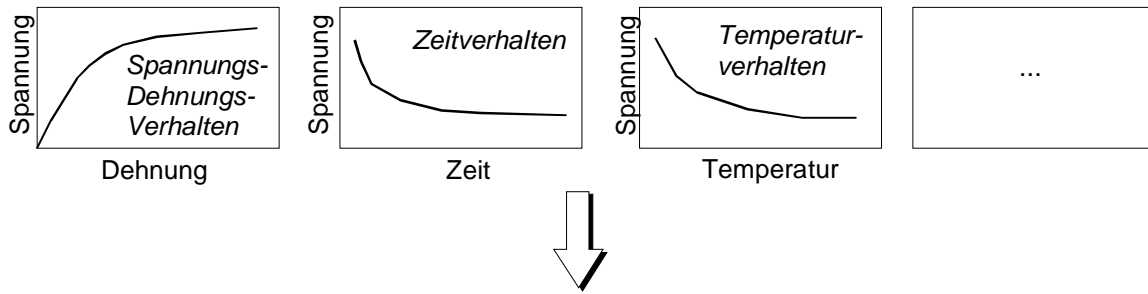 Spannung
Spannungs-
Dehnungs-
Verhalten
Dehnung
Spannung
Zeitverhalten
Zeit
Spannung
Temperatur-
verhalten
Temperatur
...